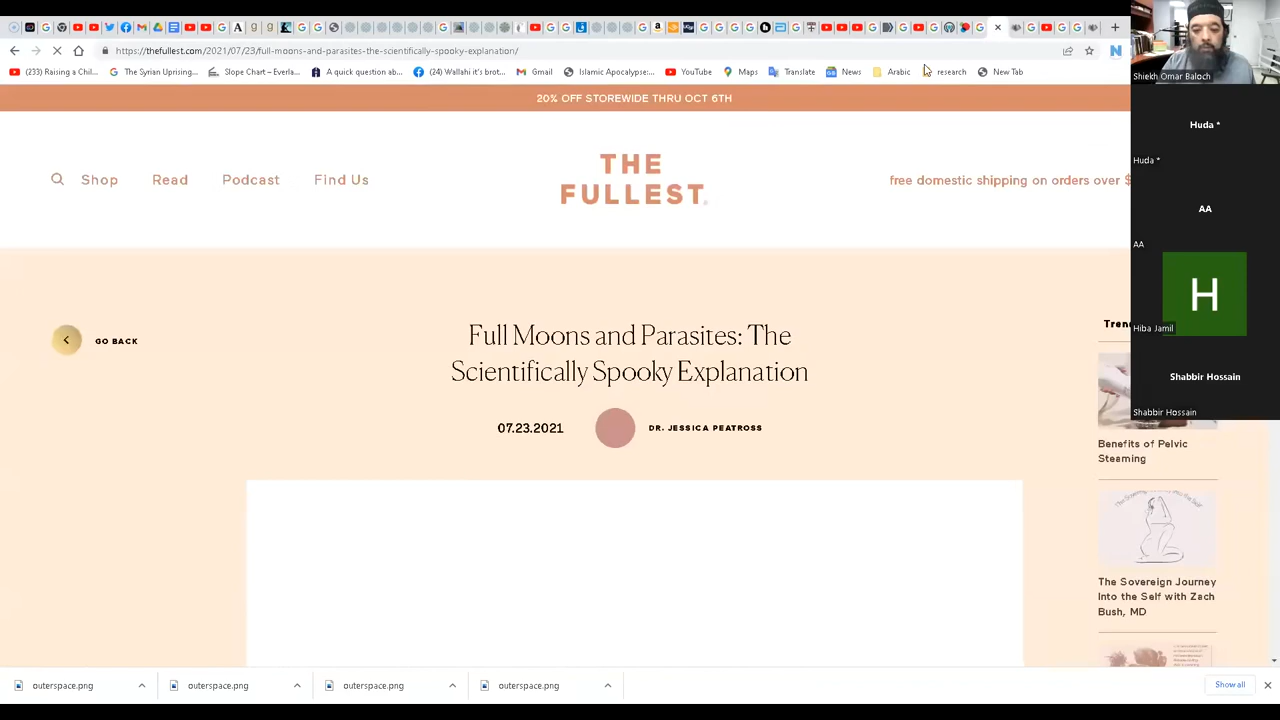 https://thefullest.com/2021/07/23/full-moons-and-parasites-the-scientifically-spooky-explanation/
(233) Raising a Chil... The Syrian Uprising... Slope Chart – Everla... A quick question ab... (24) Wallahi it's brot... Gmail Islamic Apocalypse:... YouTube Maps Translate News Arabic research New Tab
20% OFF STOREWIDE THRU OCT 6TH
Shop Read Podcast Find Us
THE
FULLEST
free domestic shipping on orders over $
GO BACK
Full Moons and Parasites: The
Scientifically Spooky Explanation
07.23.2021 DR. JESSICA PEATROSS
Tren
Benefits of Pelvic
Steaming
The Sovereign Journey
Into the Self with Zach
Bush, MD
Shiekh Omar Baloch
Huda *
Huda *
AA
AA
H
Hiba Jamil
Shabbir Hossain
Shabbir Hossain
outerspace.png outerspace.png outerspace.png outerspace.png Show all